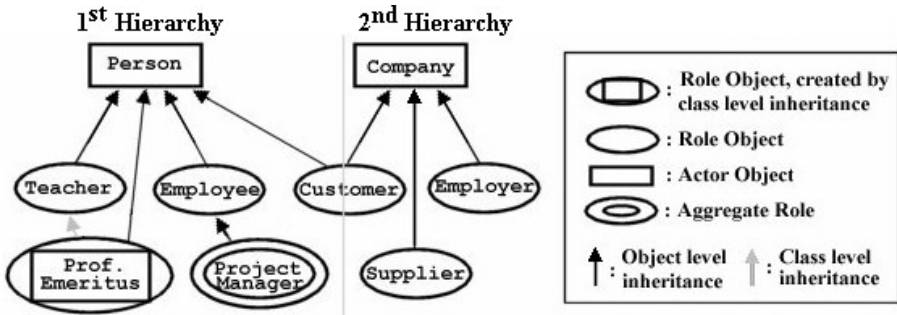 1st Hierarchy
2nd Hierarchy
Person
Company
Teacher
Employee
Customer
Employer
Prof.
Emeritus
Project
Manager
Supplier
: Role Object, created by
class level inheritance
: Role Object
: Actor Object
: Aggregate Role
: Object level
inheritance
: Class level
inheritance